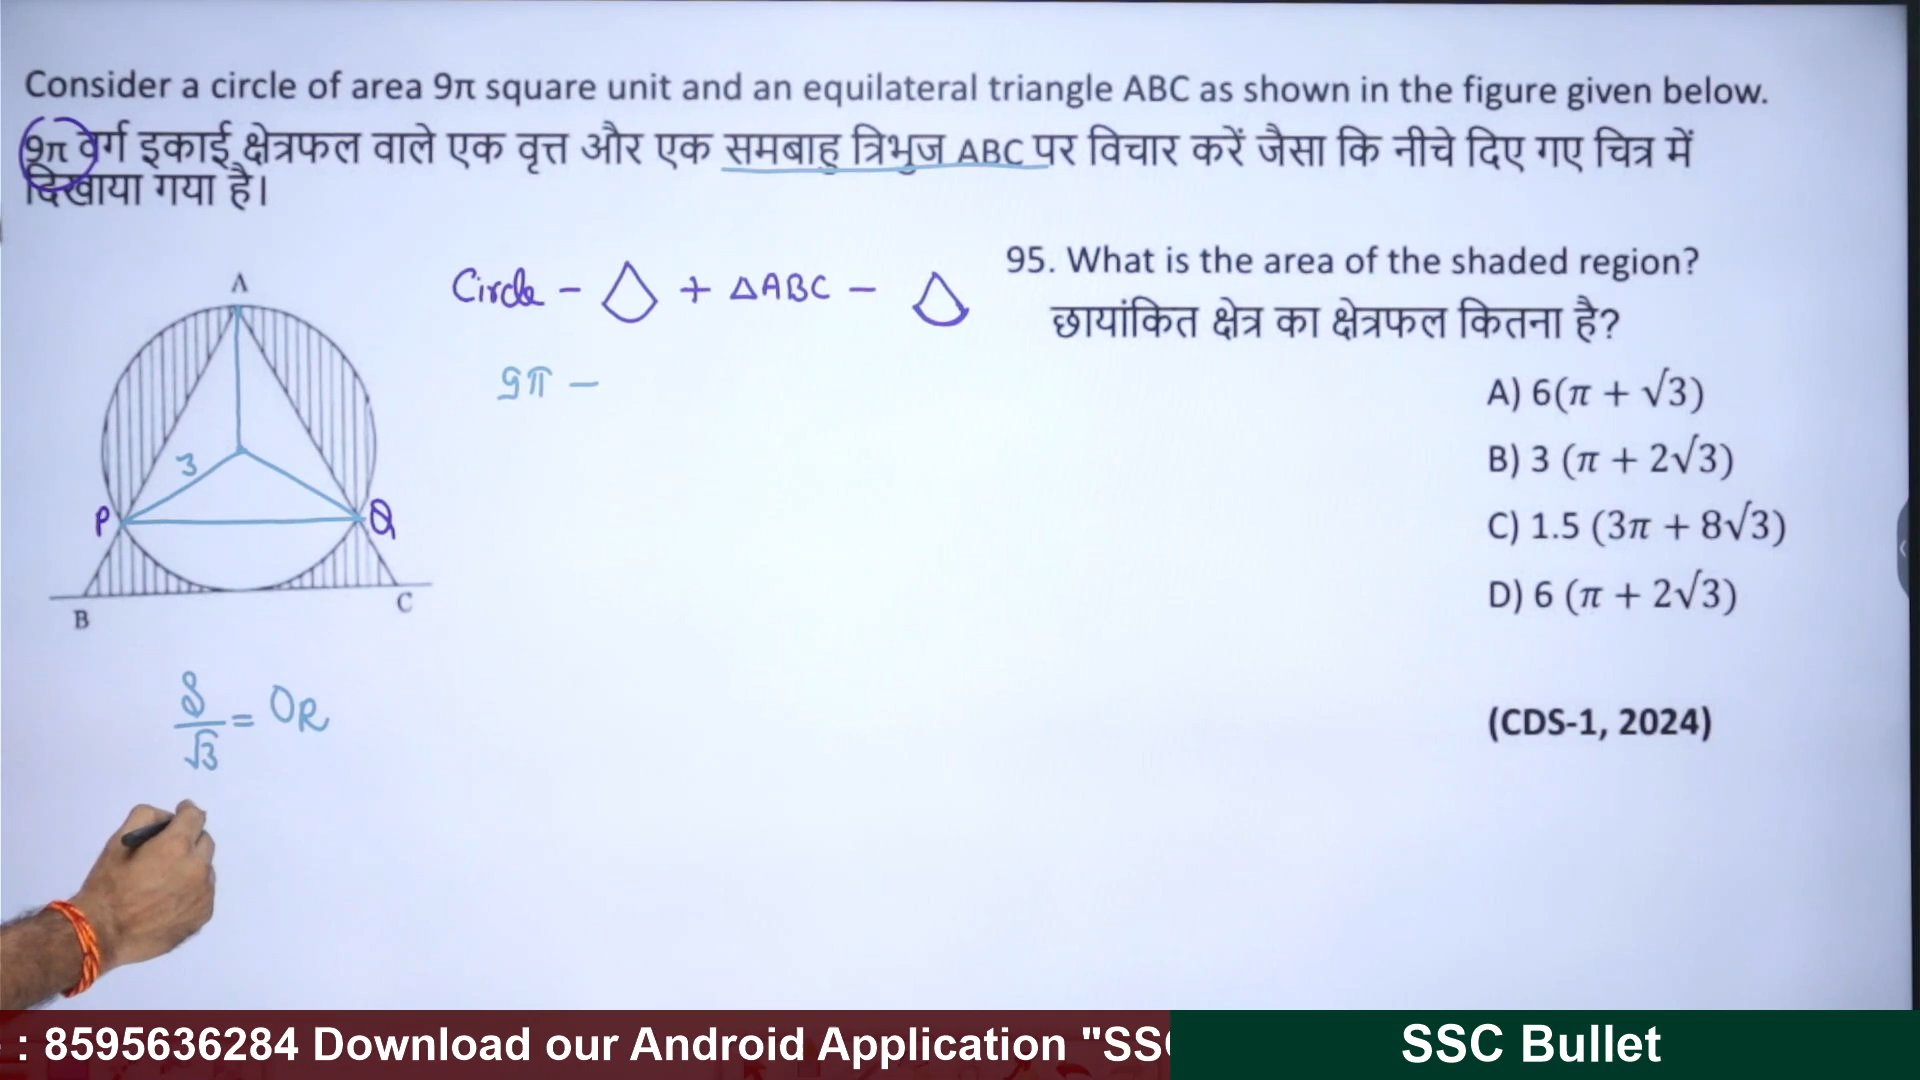 Consider a circle of area 9π square unit and an equilateral triangle ABC as shown in the figure given below.
9π वर्ग इकाई क्षेत्रफल वाले एक वृत्त और एक समबाहु त्रिभुज ABC पर विचार करें जैसा कि नीचे दिए गए चित्र में
दिखाया गया है।
95. What is the area of the shaded region?
छायांकित क्षेत्र का क्षेत्रफल कितना है?
A) 6(π + √3)
B) 3 (π + 2√3)
C) 1.5 (3π + 8√3)
D) 6 (π + 2√3)
(CDS-1, 2024)
Circle - + ΔABC -
9π -
A
3
P
Q
B
C
S/√3 = OR
: 8595636284 Download our Android Application "SSC
SSC Bullet